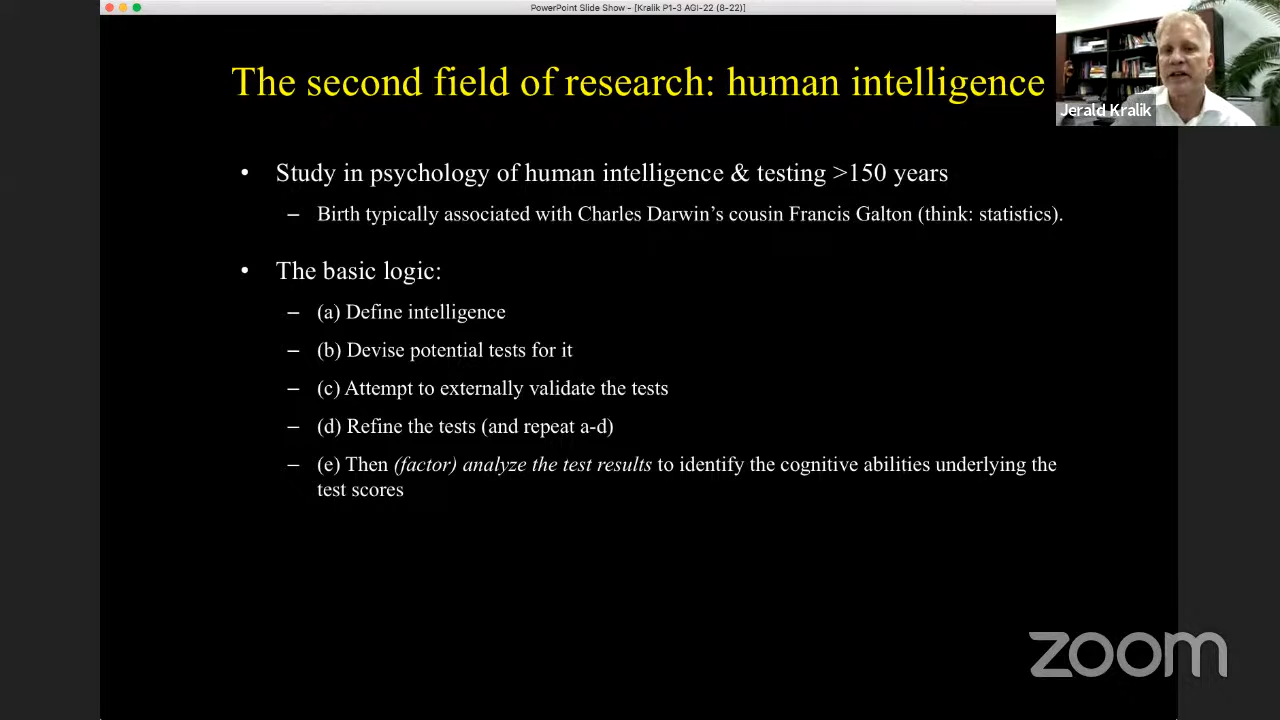 PowerPoint Slide Show - [Kralik P1-3 AGI-22 (8-22)]
The second field of research: human intelligence
Jerald Kralik
• Study in psychology of human intelligence & testing >150 years
– Birth typically associated with Charles Darwin’s cousin Francis Galton (think: statistics).
• The basic logic:
– (a) Define intelligence
– (b) Devise potential tests for it
– (c) Attempt to externally validate the tests
– (d) Refine the tests (and repeat a-d)
– (e) Then (factor) analyze the test results to identify the cognitive abilities underlying the
test scores
zoom